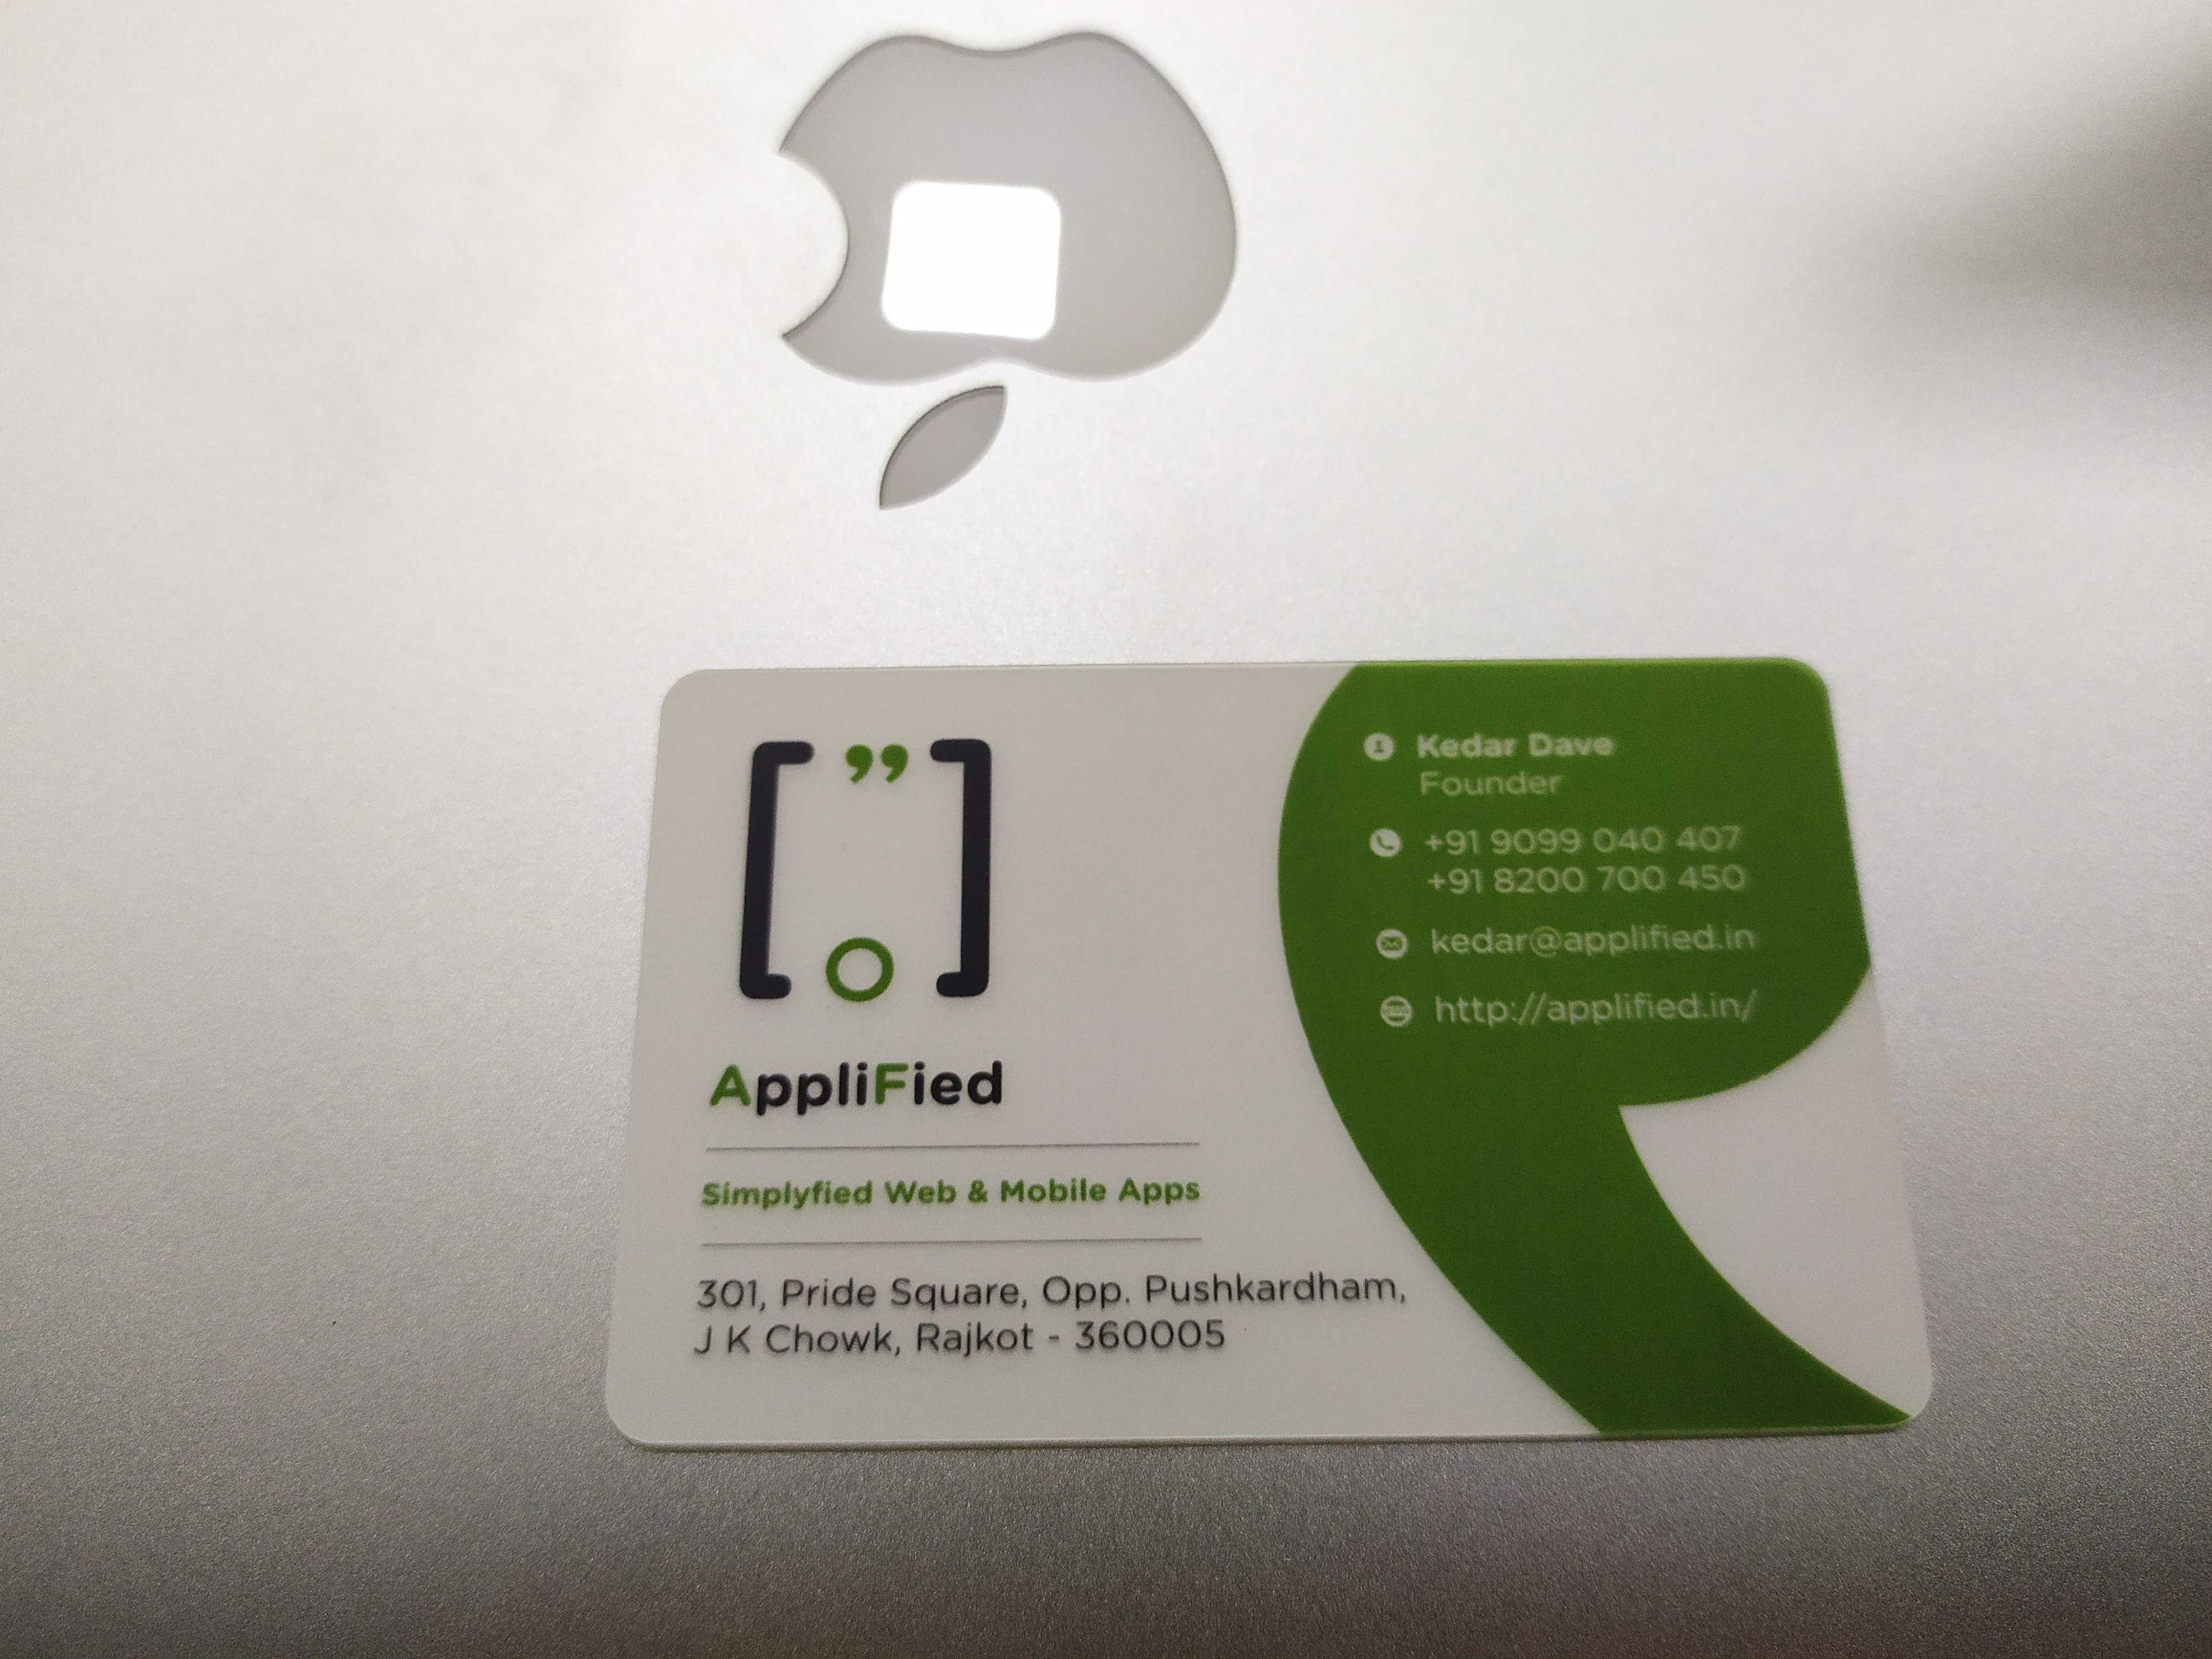 [ ” ]
AppliFied
Simplyfied Web & Mobile Apps
301, Pride Square, Opp. Pushkardham,
J K Chowk, Rajkot - 360005
Kedar Dave
Founder
+91 9099 040 407
+91 8200 700 450
kedar@applified.in
http://applified.in/